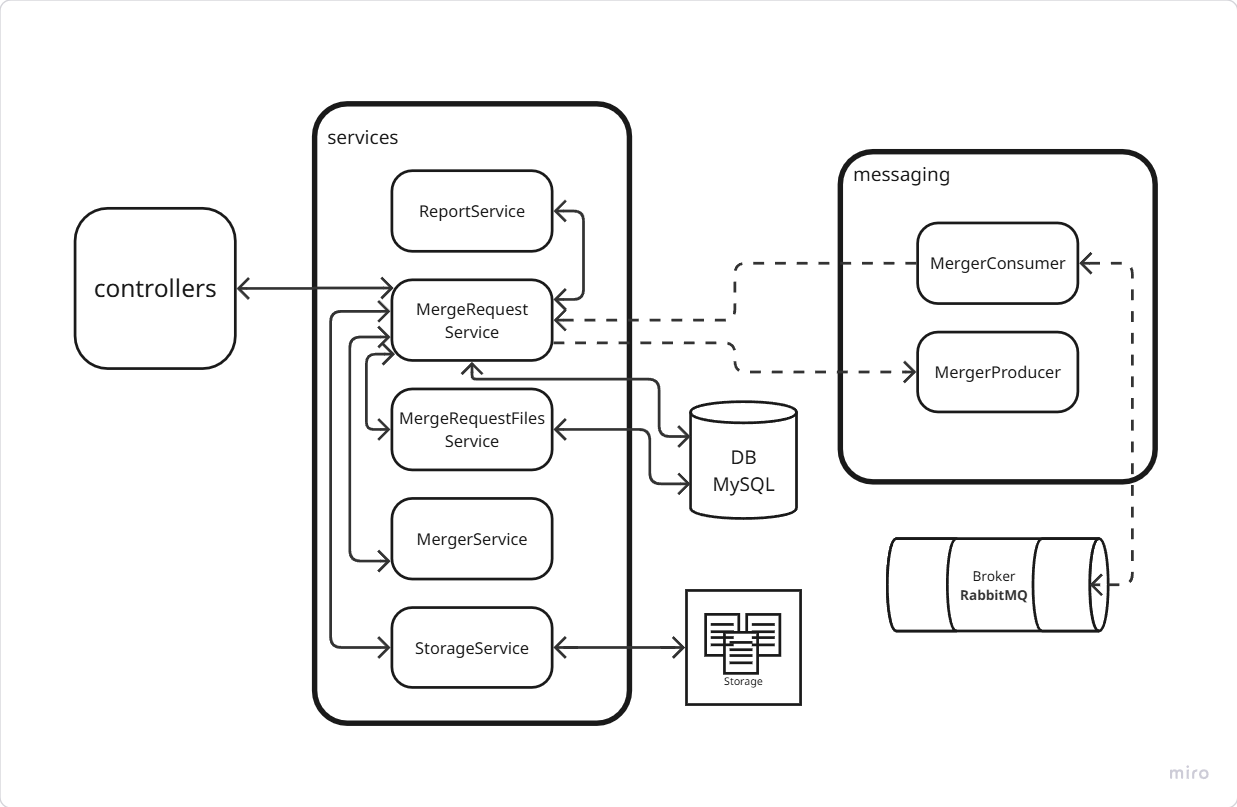 services
ReportService
controllers
MergeRequest
Service
MergeRequestFiles
Service
MergerService
StorageService
DB
MySQL
Storage
messaging
MergerConsumer
MergerProducer
Broker
RabbitMQ
miro